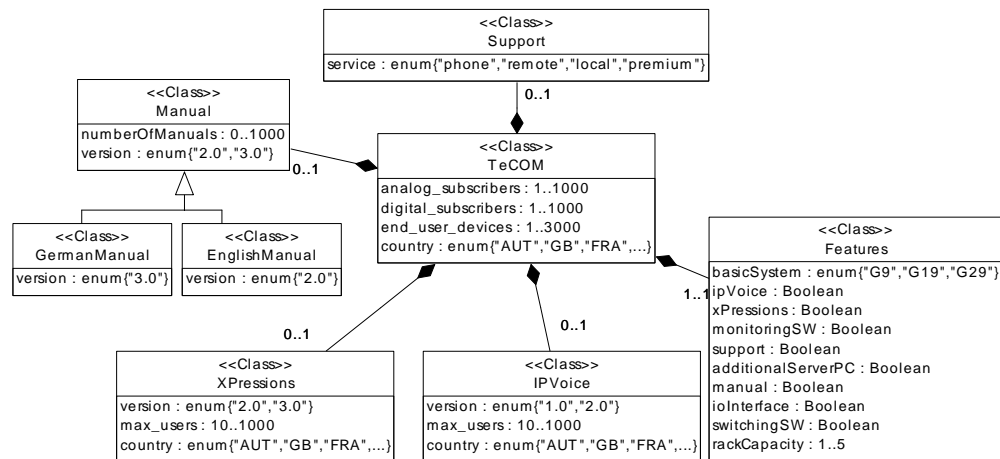 <<Class>>
Support
service : enum{"phone","remote","local","premium"}
0..1
<<Class>>
Manual
numberOfManuals : 0..1000
version : enum{"2.0","3.0"}
0..1
<<Class>>
TeCOM
analog_subscribers : 1..1000
digital_subscribers : 1..1000
end_user_devices : 1..3000
country : enum{"AUT","GB","FRA",...}
<<Class>>
GermanManual
version : enum{"3.0"}
<<Class>>
EnglishManual
version : enum{"2.0"}
<<Class>>
Features
basicSystem : enum{"G9","G19","G29"}
ipVoice : Boolean
xPressions : Boolean
monitoringSW : Boolean
support : Boolean
additionalServerPC : Boolean
manual : Boolean
ioInterface : Boolean
switchingSW : Boolean
rackCapacity : 1..5
1..1
0..1
0..1
<<Class>>
XPressions
version : enum{"2.0","3.0"}
max_users : 10..1000
country : enum{"AUT","GB","FRA",...}
<<Class>>
IPVoice
version : enum{"1.0","2.0"}
max_users : 10..1000
country : enum{"AUT","GB","FRA",...}